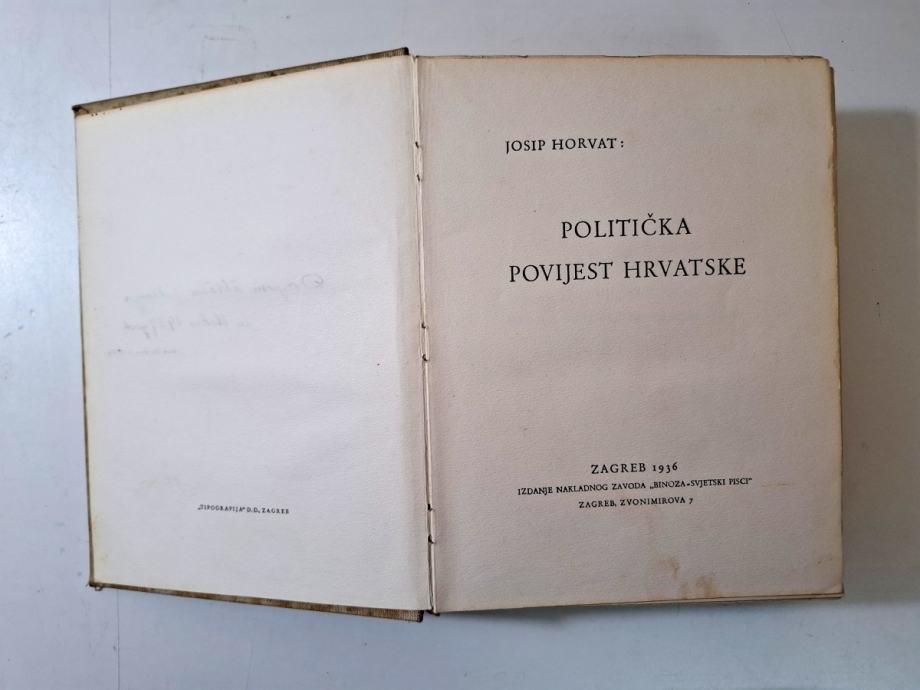 „TIPOGRAFIJA" D.D., ZAGREB
JOSIP HORVAT:
POLITIČKA
POVIJEST HRVATSKE
ZAGREB 1936
IZDANJE NAKLADNOG ZAVODA „BINOZA-SVJETSKI PISCI"
ZAGREB, ZVONIMIROVA 7